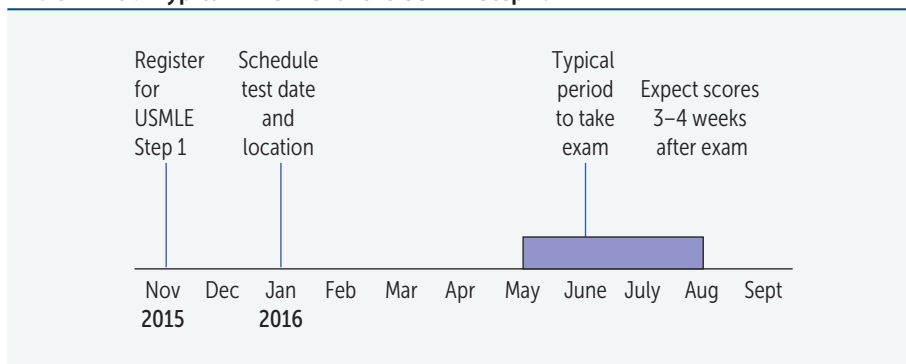 Register
for
USMLE
Step 1
Schedule
test date
and
location
Typical
period
to take
exam
Expect scores
3–4 weeks
after exam
Nov Dec Jan Feb Mar Apr May June July Aug Sept
2015 2016